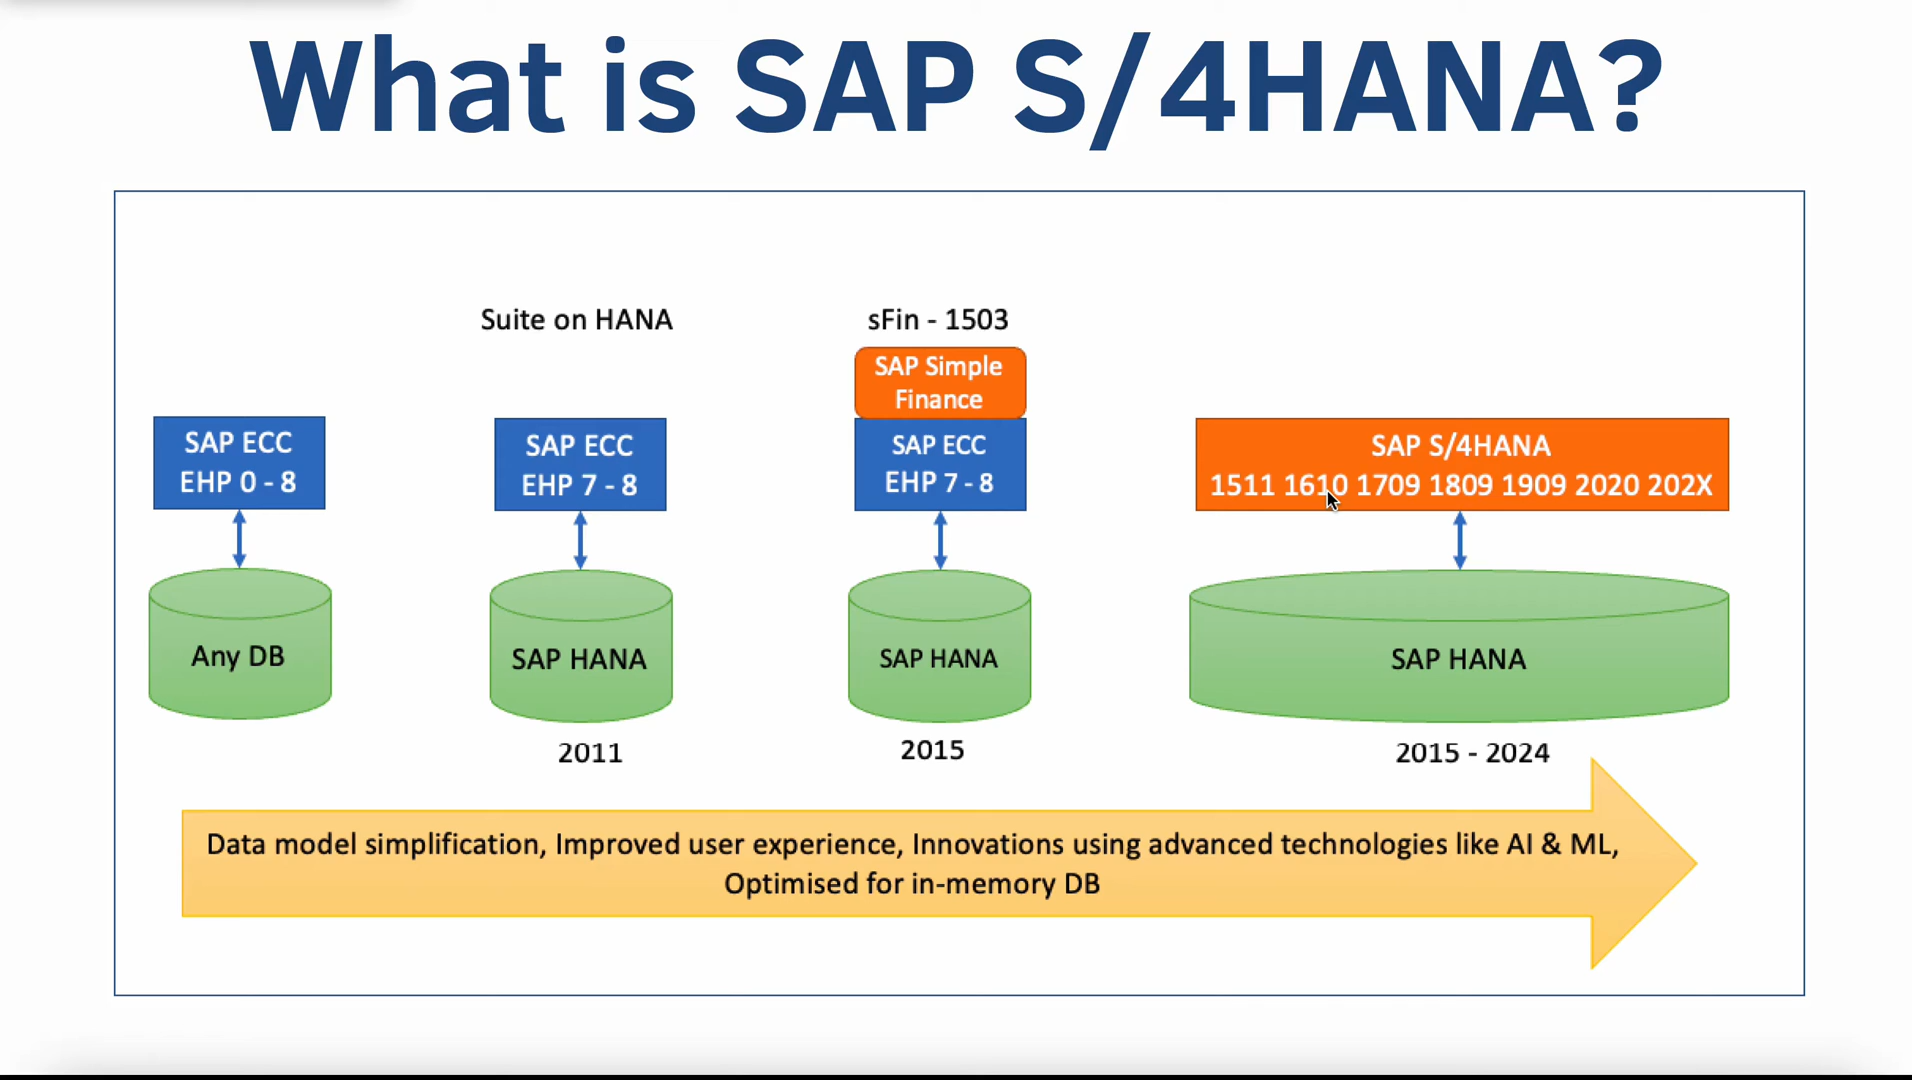 What is SAP S/4HANA?
Suite on HANA
sFin - 1503
SAP Simple
Finance
SAP ECC
EHP 0 - 8
SAP ECC
EHP 7 - 8
SAP ECC
EHP 7 - 8
SAP S/4HANA
1511 1610 1709 1809 1909 2020 202X
Any DB
SAP HANA
SAP HANA
SAP HANA
2011
2015
2015 - 2024
Data model simplification, Improved user experience, Innovations using advanced technologies like AI & ML,
Optimised for in-memory DB